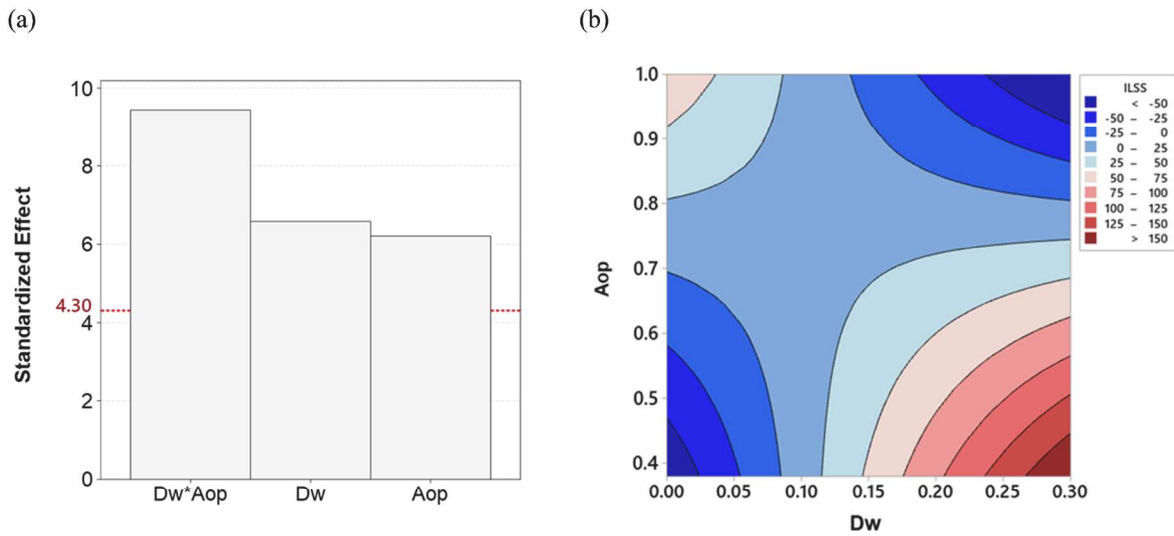 (a)
(b)
10
8
6
4.30
4
2
0
Standardized Effect
Dw*Aop
Dw
Aop
1.0
0.9
0.8
0.7
0.6
0.5
0.4
Aop
0.00
0.05
0.10
0.15
0.20
0.25
0.30
Dw
ILSS
< -50
-50 – -25
-25 – 0
0 – 25
25 – 50
50 – 75
75 – 100
100 – 125
125 – 150
> 150